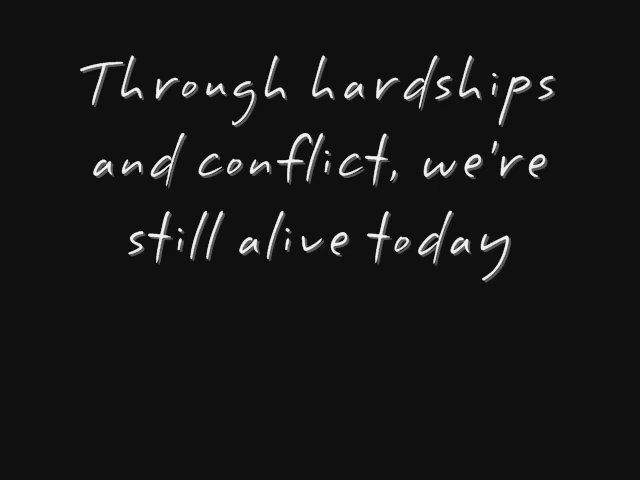 Through hardships
and conflict, we're
still alive today